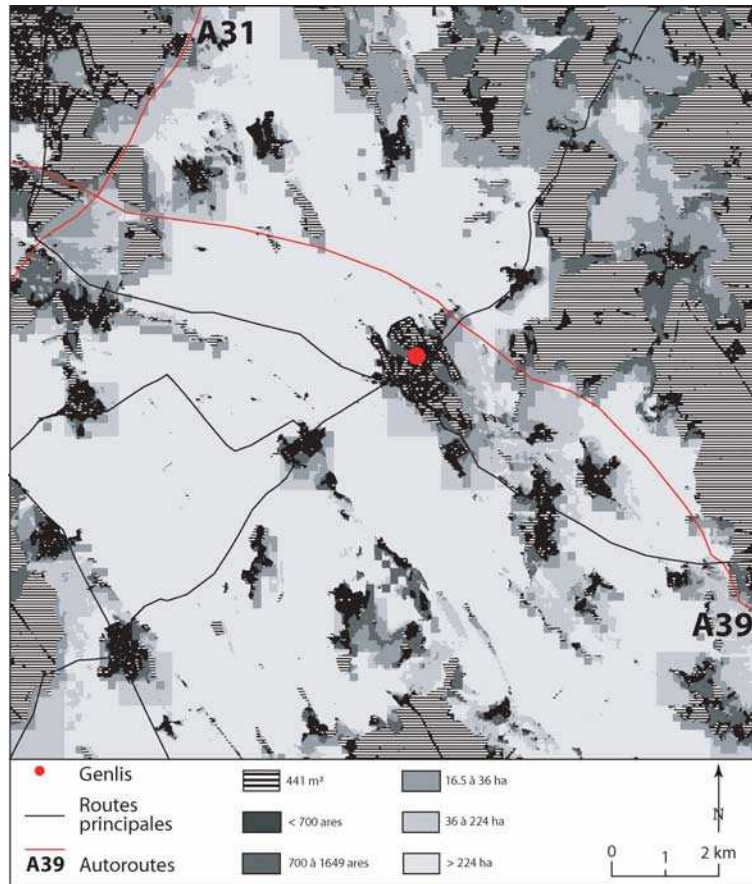 A31
A39
Genlis
Routes
principales
A39 Autoroutes
441 m²
< 700 ares
700 à 1649 ares
16.5 à 36 ha
36 à 224 ha
> 224 ha
N
0 1 2 km